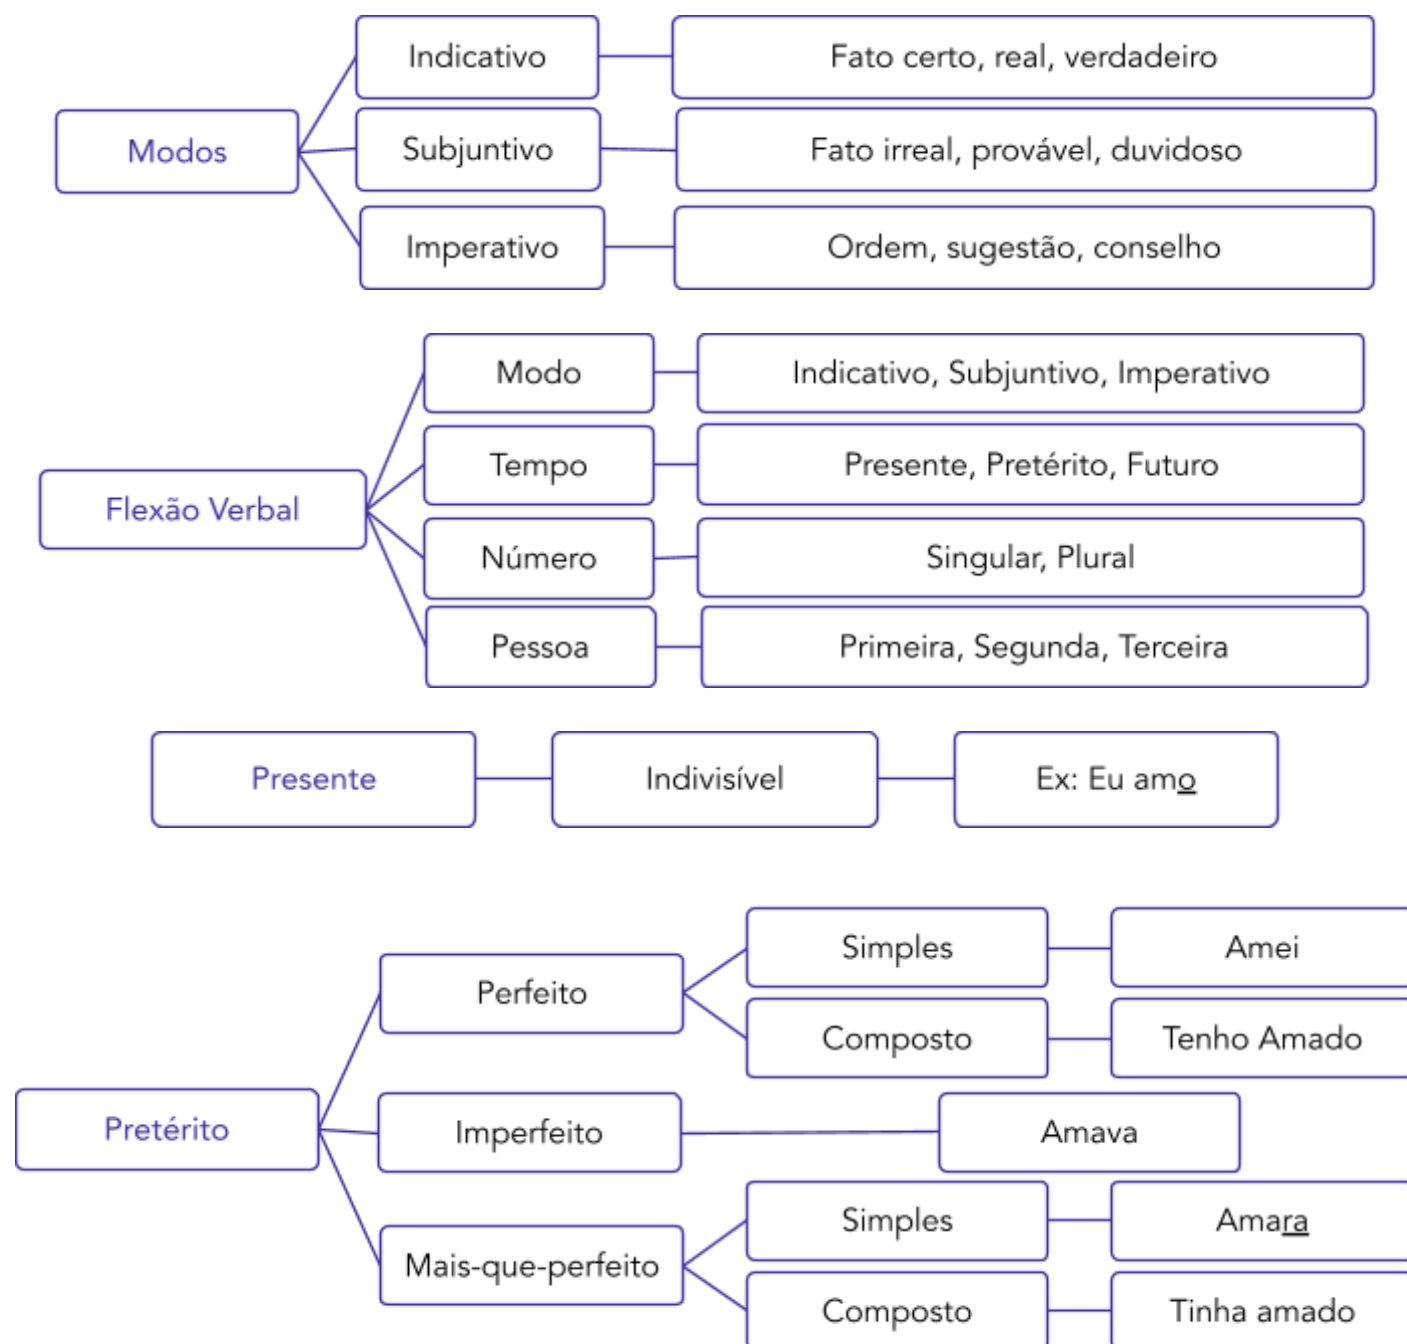 Modos
Indicativo
Fato certo, real, verdadeiro
Subjuntivo
Fato irreal, provável, duvidoso
Imperativo
Ordem, sugestão, conselho
Flexão Verbal
Modo
Indicativo, Subjuntivo, Imperativo
Tempo
Presente, Pretérito, Futuro
Número
Singular, Plural
Pessoa
Primeira, Segunda, Terceira
Presente
Indivisível
Ex: Eu amo
Pretérito
Perfeito
Simples
Amei
Composto
Tenho Amado
Imperfeito
Amava
Mais-que-perfeito
Simples
Amara
Composto
Tinha amado